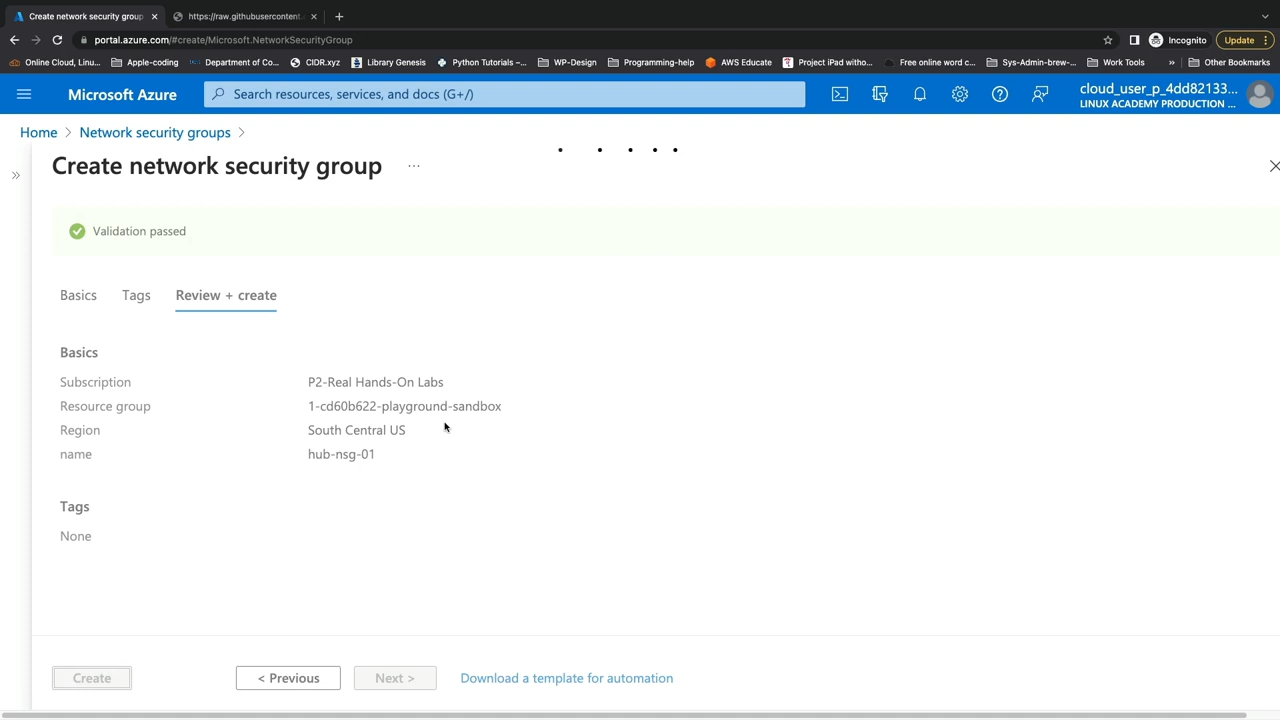 Create network security group
https://raw.githubusercontent.
portal.azure.com/#create/Microsoft.NetworkSecurityGroup
Incognito
Update
Online Cloud, Linu...
Apple-coding
Department of Co...
CIDR.xyz
Library Genesis
Python Tutorials –...
WP-Design
Programming-help
AWS Educate
Project iPad witho...
Free online word c...
Sys-Admin-brew-...
Work Tools
»
Other Bookmarks
Microsoft Azure
Search resources, services, and docs (G+/)
cloud_user_p_4dd82133...
LINUX ACADEMY PRODUCTION ...
Home > Network security groups >
Create network security group ...
»
Validation passed
Basics Tags Review + create
Basics
Subscription P2-Real Hands-On Labs
Resource group 1-cd60b622-playground-sandbox
Region South Central US
name hub-nsg-01
Tags
None
Create
< Previous
Next >
Download a template for automation